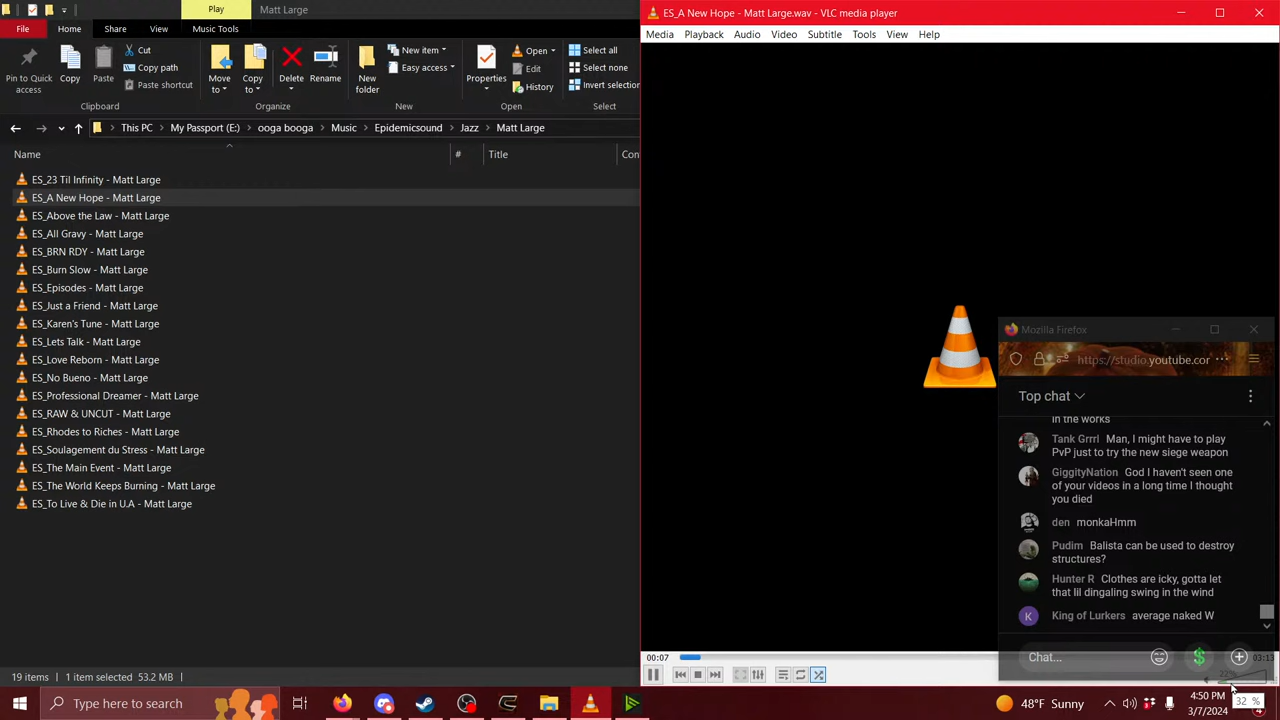 Play
Matt Large
File
Home
Share
View
Music Tools
Pin to Quick access
Copy
Paste
Cut
Copy path
Paste shortcut
Clipboard
Move to
Copy to
Delete
Rename
Organize
New folder
New item
Easy access
New
Properties
Open
Edit
History
Open
Select all
Select none
Invert selection
Select
This PC
My Passport (E:)
ooga booga
Music
Epidemicsound
Jazz
Matt Large
Name
#
Title
Con
ES_23 Til Infinity - Matt Large
ES_A New Hope - Matt Large
ES_Above the Law - Matt Large
ES_All Gravy - Matt Large
ES_BRN RDY - Matt Large
ES_Burn Slow - Matt Large
ES_Episodes - Matt Large
ES_Just a Friend - Matt Large
ES_Karen's Tune - Matt Large
ES_Lets Talk - Matt Large
ES_Love Reborn - Matt Large
ES_No Bueno - Matt Large
ES_Professional Dreamer - Matt Large
ES_RAW & UNCUT - Matt Large
ES_Rhodes to Riches - Matt Large
ES_Soulagement du Stress - Matt Large
ES_The Main Event - Matt Large
ES_The World Keeps Burning - Matt Large
ES_To Live & Die in U.A - Matt Large
19 items
53.2 MB
ES_A New Hope - Matt Large.wav - VLC media player
Media
Playback
Audio
Video
Subtitle
Tools
View
Help
Mozilla Firefox
https://studio.youtube.cor
Top chat
in the works
Tank Grrrl Man, I might have to play
PvP just to try the new siege weapon
GiggityNation God I haven't seen one
of your videos in a long time I thought
you died
den monkaHmm
Pudim Balista can be used to destroy
structures?
Hunter R Clothes are icky, gotta let
that lil dingaling swing in the wind
K King of Lurkers average naked W
Chat...
$
00:07
03:13
Type here to search
48°F Sunny
4:50 PM
3/7/2024
32 %